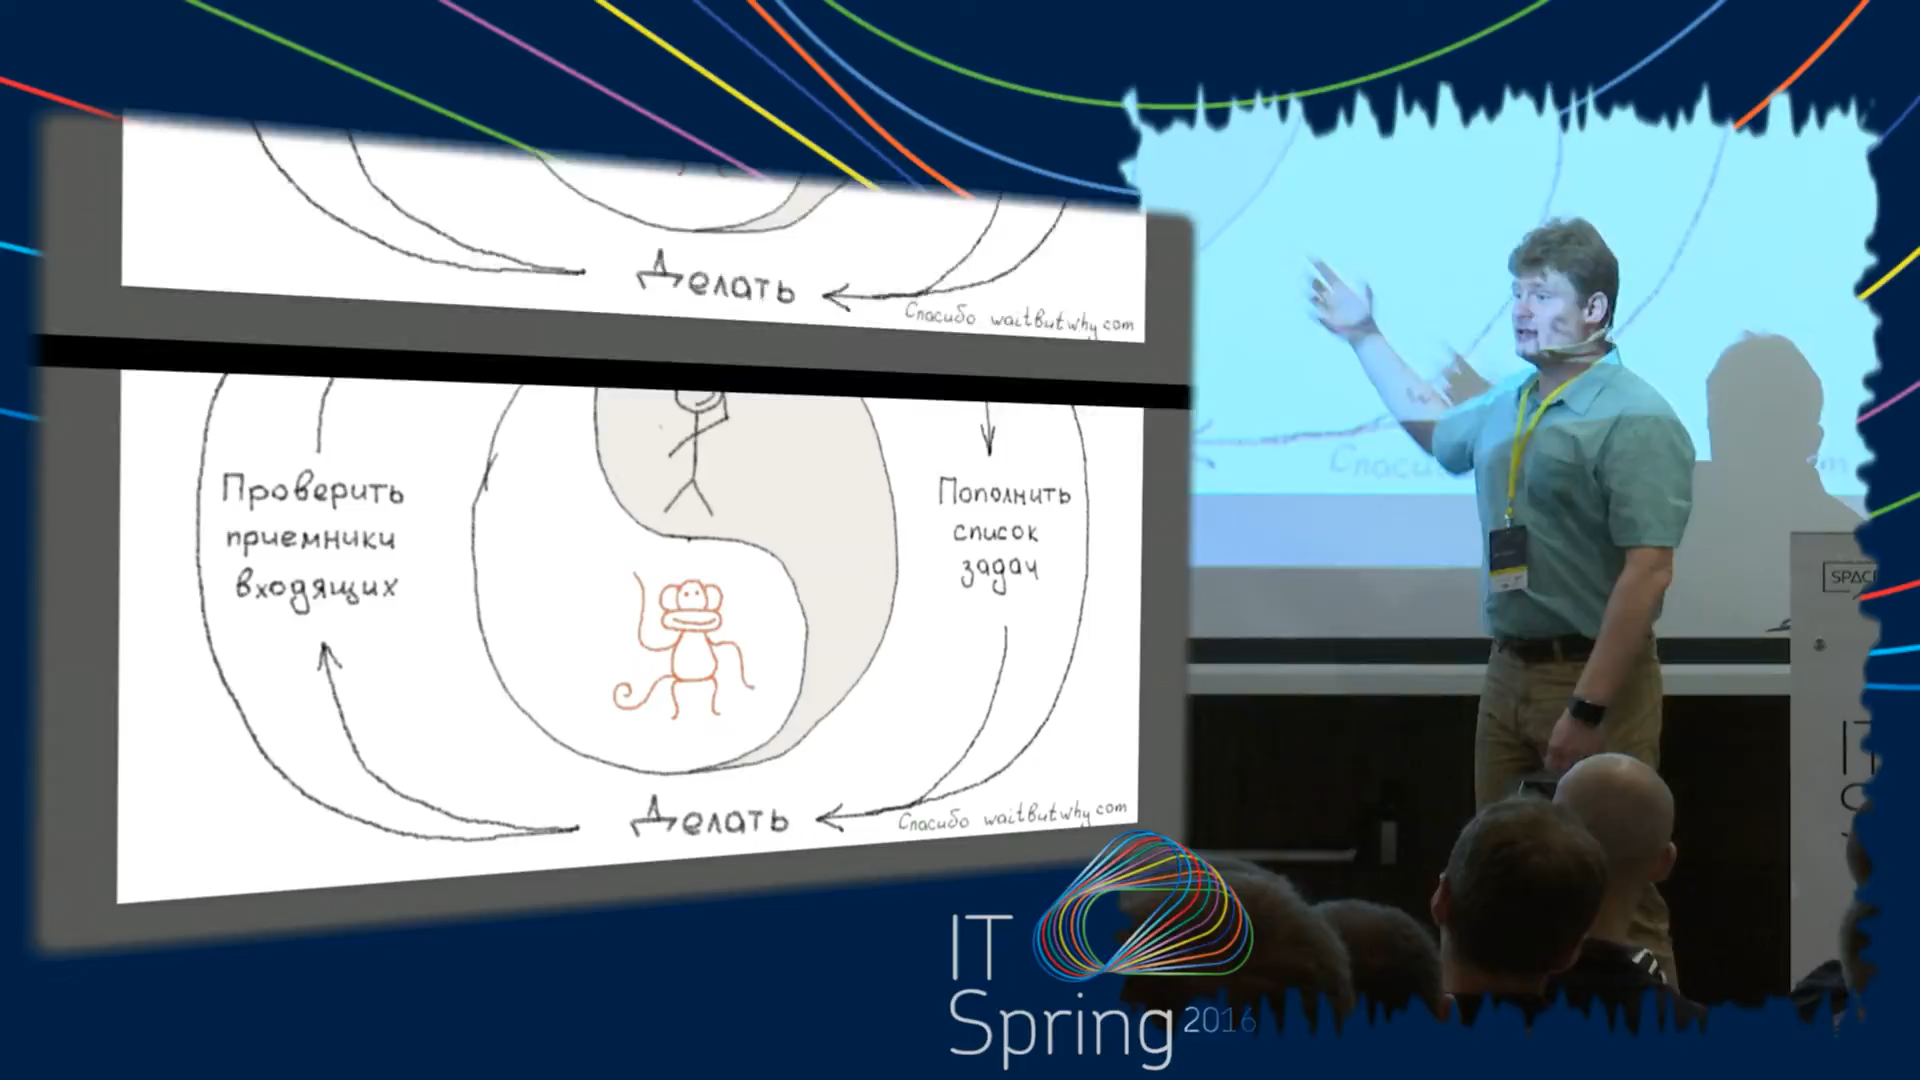 Делать
Спасибо waitbutwhy.com
Проверить
приемники
входящих
Пополнить
список
задач
Делать
Спасибо waitbutwhy.com
IT
Spring
2016